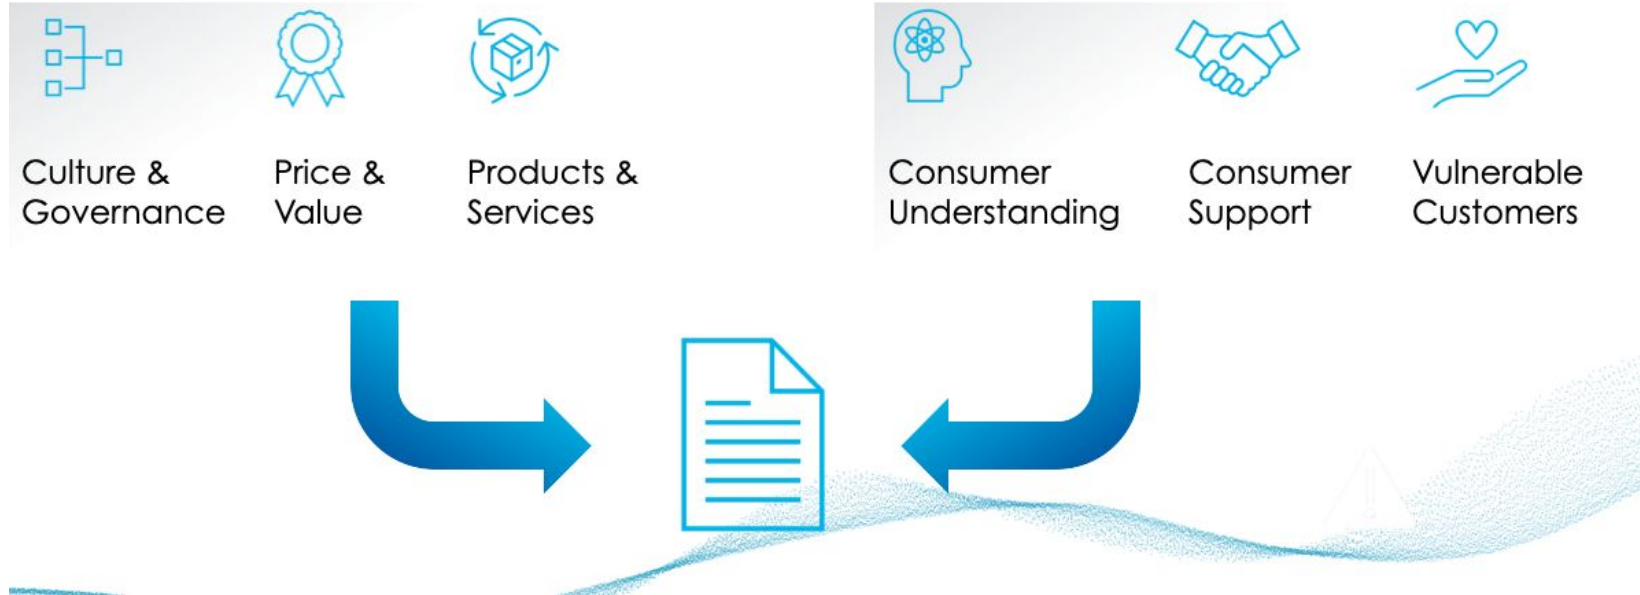 Culture &
Governance
Price &
Value
Products &
Services
Consumer
Understanding
Consumer
Support
Vulnerable
Customers